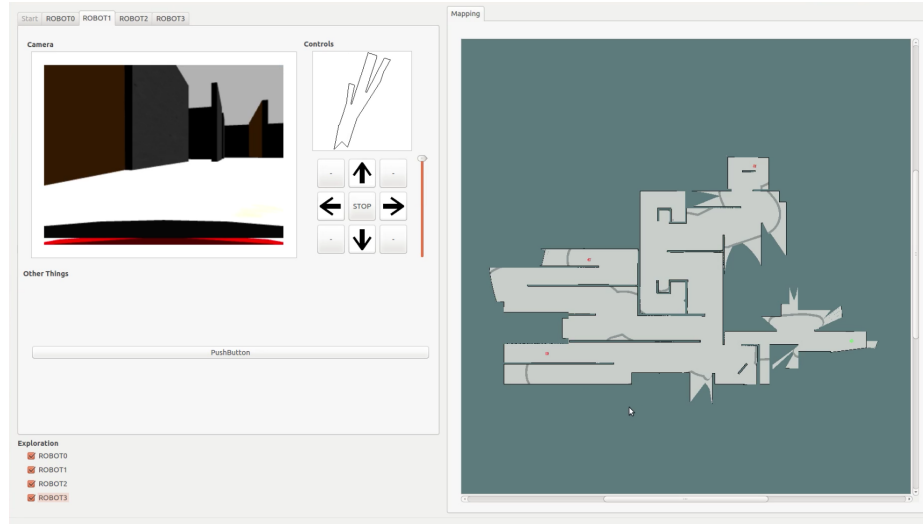 Start ROBOT0 ROBOT1 ROBOT2 ROBOT3
Mapping
Camera
Controls
- -
STOP
- -
Other Things
PushButton
Exploration
ROBOT0
ROBOT1
ROBOT2
ROBOT3